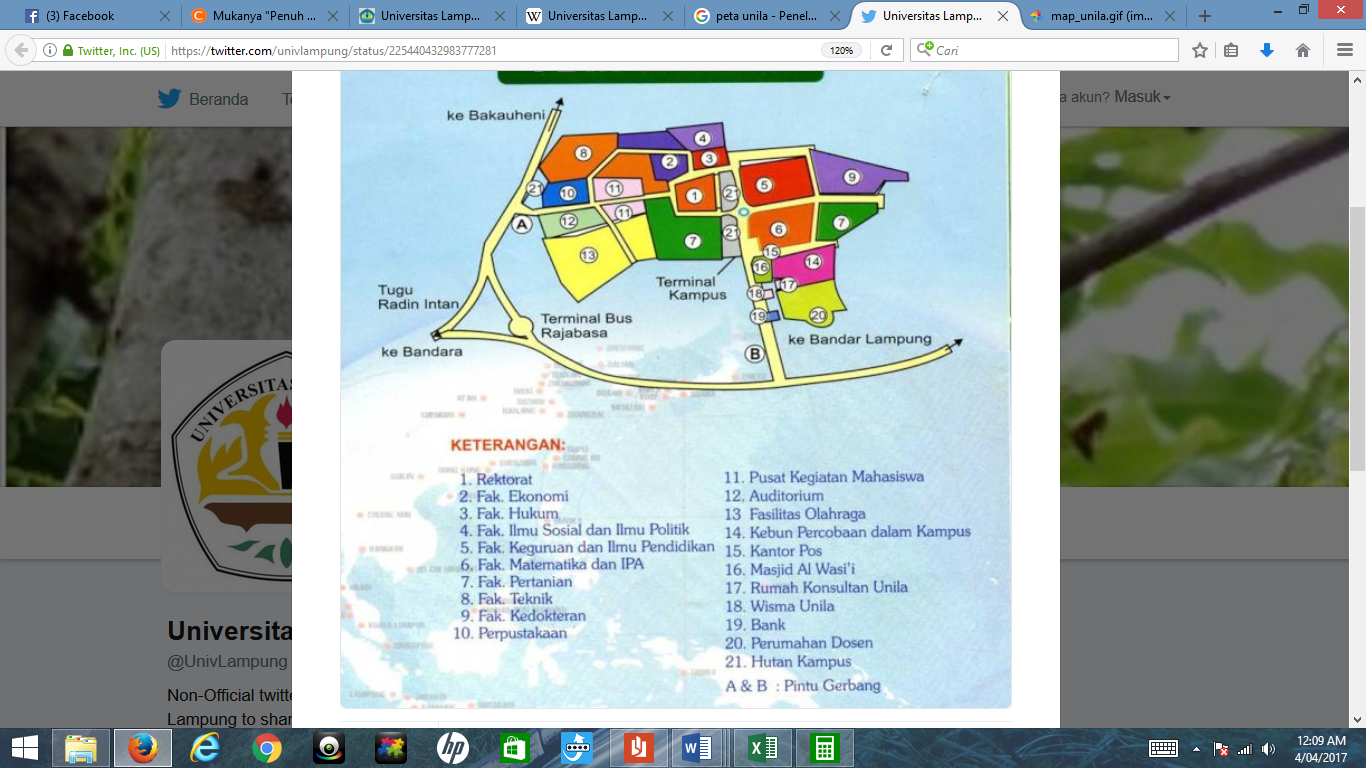 (3) Facebook
Mukanya "Penuh ...
Universitas Lamp...
Universitas Lamp...
peta unila - Penel...
Universitas Lamp...
map_unila.gif (im...
Twitter, Inc. (US)
https://twitter.com/univlampung/status/225440432983777281
120%
Cari
Beranda
a akun? Masuk
ke Bakauheni
8
4
2
3
21
10
11
1
21
5
9
A
12
11
7
21
6
7
13
15
16
14
Terminal
Kampus
17
18
19
20
Tugu
Radin Intan
Terminal Bus
Rajabasa
ke Bandara
B
ke Bandar Lampung
UNIVERSITAS
KETERANGAN:
1. Rektorat
2. Fak. Ekonomi
3. Fak. Hukum
4. Fak. Ilmu Sosial dan Ilmu Politik
5. Fak. Keguruan dan Ilmu Pendidikan
6. Fak. Matematika dan IPA
7. Fak. Pertanian
8. Fak. Teknik
9. Fak. Kedokteran
10. Perpustakaan
11. Pusat Kegiatan Mahasiswa
12. Auditorium
13 Fasilitas Olahraga
14. Kebun Percobaan dalam Kampus
15. Kantor Pos
16. Masjid Al Wasi'i
17. Rumah Konsultan Unila
18. Wisma Unila
19. Bank
20. Perumahan Dosen
21. Hutan Kampus
A & B : Pintu Gerbang
Universita
@UnivLampung
Non-Official twitt
Lampung to shar
hp
12:09 AM
4/04/2017